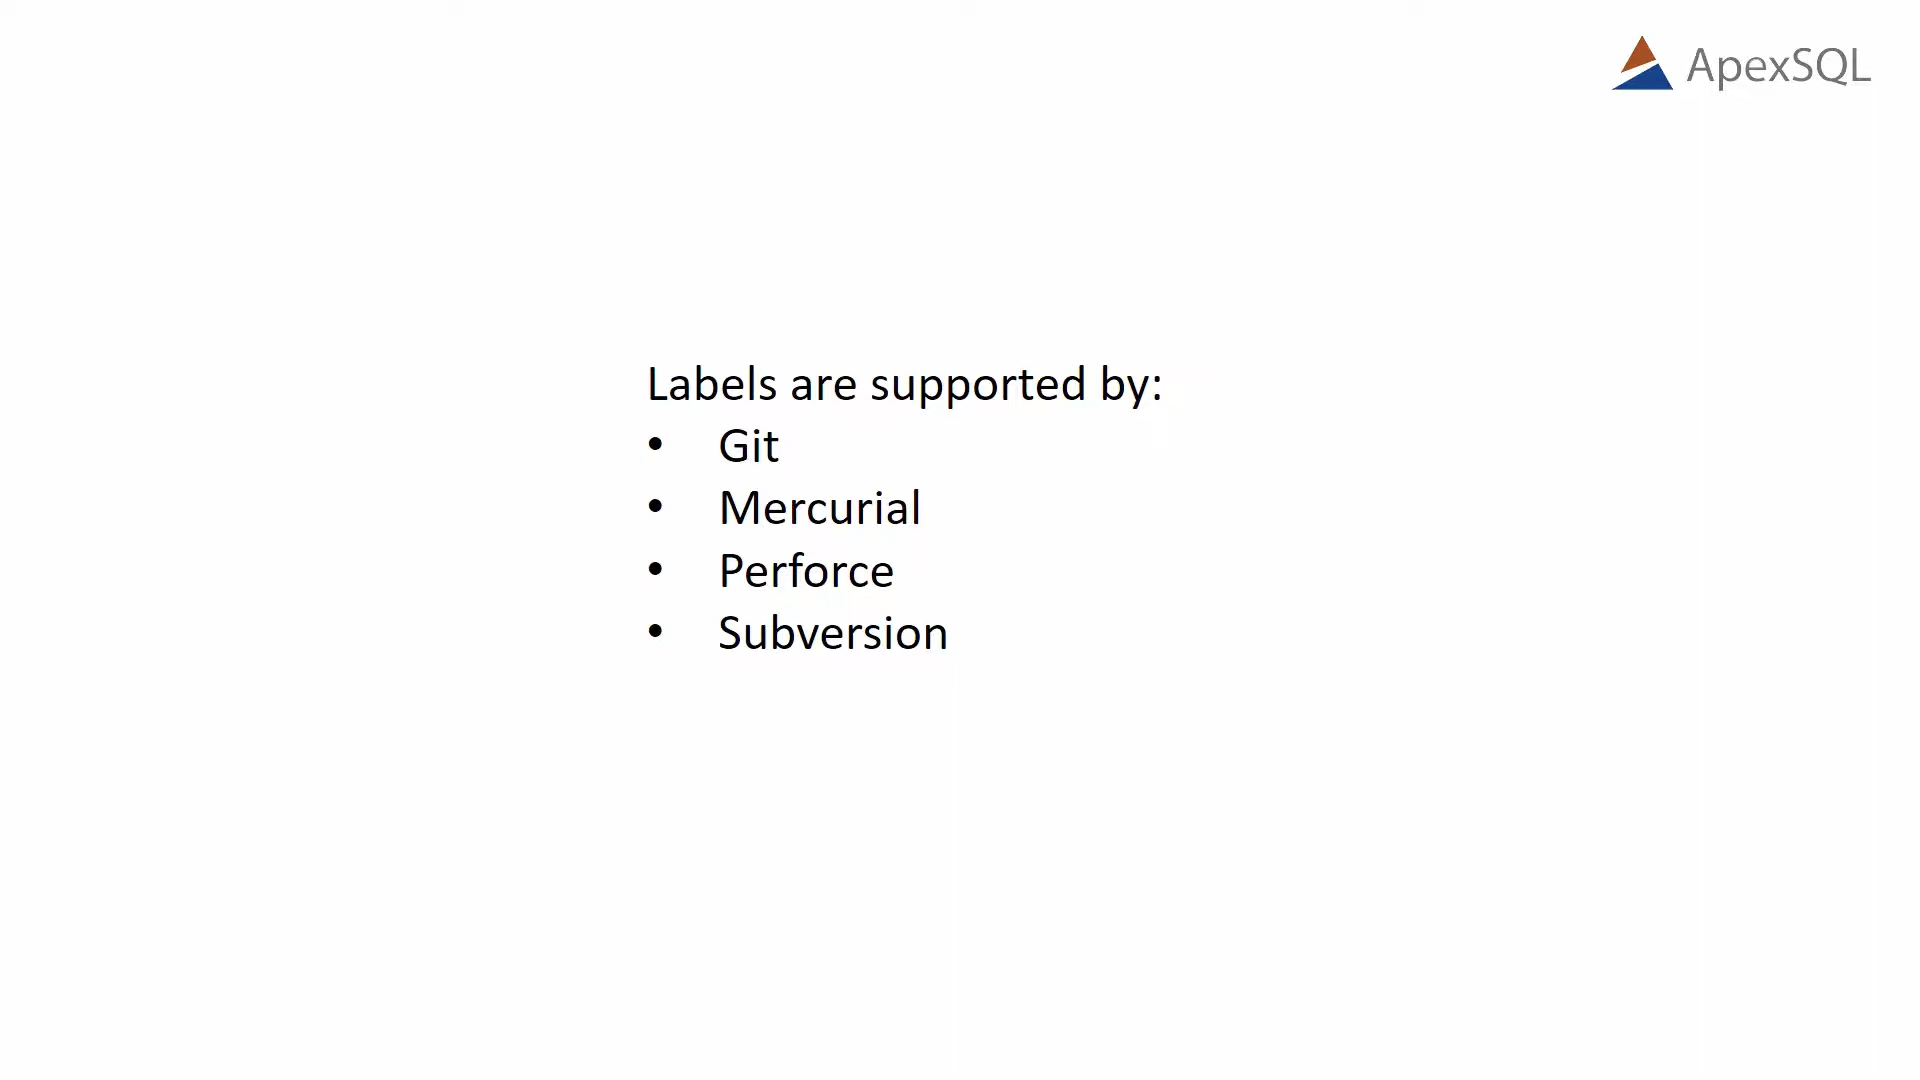 ApexSQL
Labels are supported by:
• Git
• Mercurial
• Perforce
• Subversion